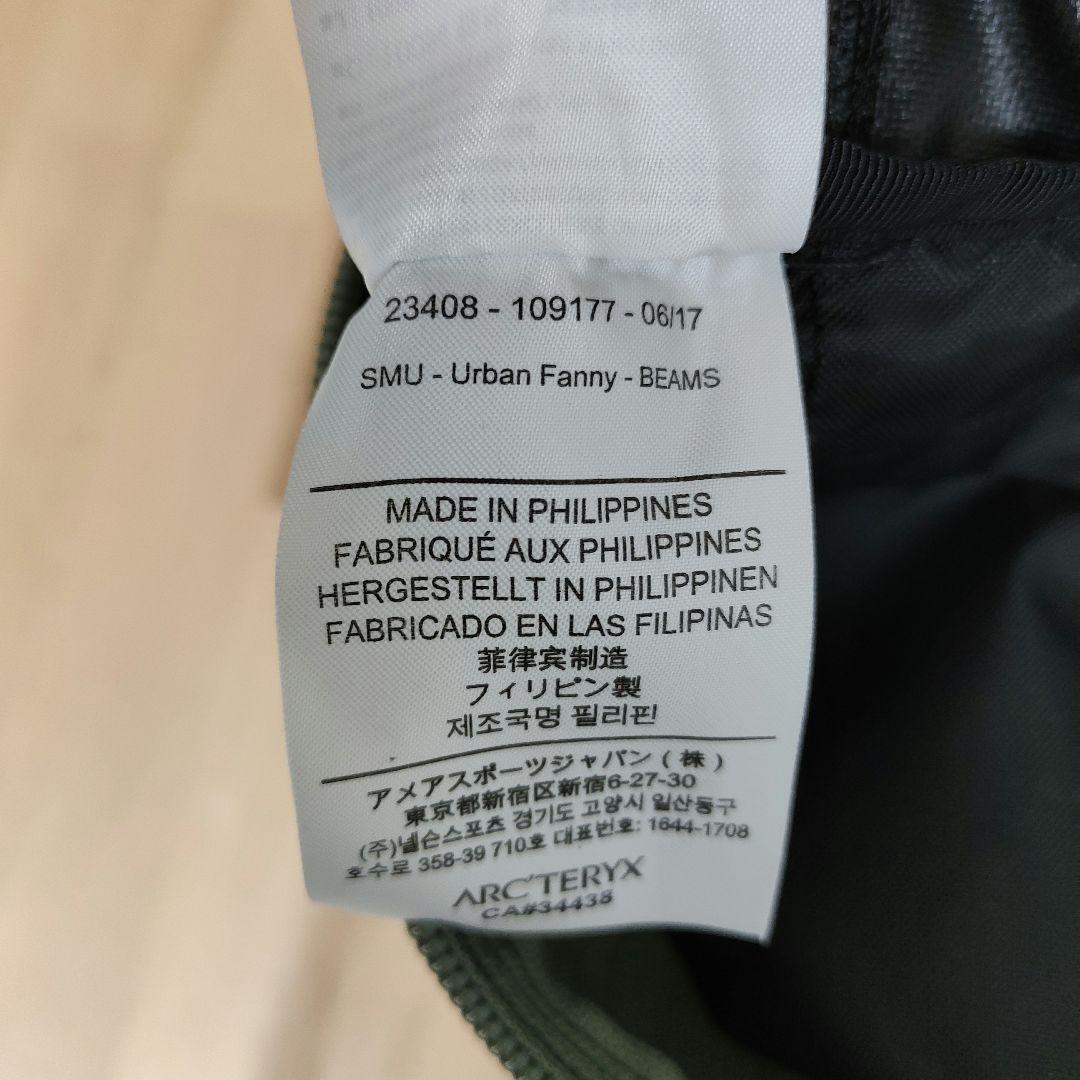 23408 - 109177 - 06/17
SMU - Urban Fanny - BEAMS
MADE IN PHILIPPINES
FABRIQUÉ AUX PHILIPPINES
HERGESTELLT IN PHILIPPINEN
FABRICADO EN LAS FILIPINAS
菲律宾制造
フィリピン製
제조국명 필리핀
アメアスポーツジャパン(株)
東京都新宿区新宿6-27-30
(주)넬슨스포츠 경기도 고양시 일산동구
호수로 358-39 710호 대표번호: 1644-1708
ARC'TERYX
CA#34435